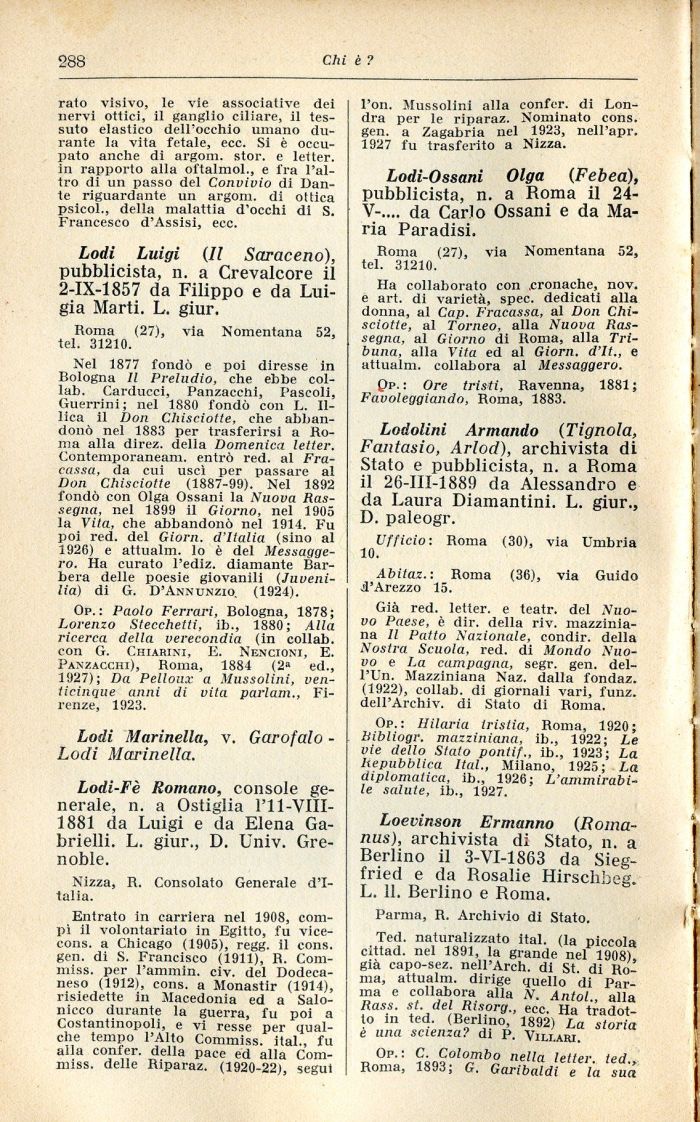 288
Chi è ?
rato visivo, le vie associative dei
nervi ottici, il ganglio ciliare, il tes-
suto elastico dell'occhio umano du-
rante la vita fetale, ecc. Si è occu-
pato anche di argom. stor. e letter.
in rapporto alla oftalmol., e fra l'al-
tro di un passo del Convivio di Dan-
te riguardante un argom. di ottica
psicol., della malattia d'occhi di S.
Francesco d'Assisi, ecc.
Lodi Luigi (Il Saraceno),
pubblicista, n. a Crevalcore il
2-IX-1857 da Filippo e da Lui-
gia Marti. L. giur.
Roma (27), via Nomentana 52,
tel. 31210.
Nel 1877 fondò e poi diresse in
Bologna Il Preludio, che ebbe col-
lab. Carducci, Panzacchi, Pascoli,
Guerrini; nel 1880 fondò con L. Il-
lica il Don Chisciotte, che abban-
donò nel 1883 per trasferirsi a Ro-
ma alla direz. della Domenica letter.
Contemporaneam. entrò red. al Fra-
cassa, da cui uscì per passare al
Don Chisciotte (1887-99). Nel 1892
fondò con Olga Ossani la Nuova Ras-
segna, nel 1899 il Giorno, nel 1905
la Vita, che abbandonò nel 1914. Fu
poi red. del Giorn. d'Italia (sino al
1926) e attualm. lo è del Messagge-
ro. Ha curato l'ediz. diamante Bar-
bera delle poesie giovanili (Juveni-
lia) di G. D'ANNUNZIO. (1924).
OP.: Paolo Ferrari, Bologna, 1878;
Lorenzo Stecchetti, ib., 1880; Alla
ricerca della verecondia (in collab.
con G. CHIARINI, E. NENCIONI, E.
PANZACCHI), Roma, 1884 (2ª ed.,
1927); Da Pelloux a Mussolini, ven-
ticinque anni di vita parlam., Fi-
renze, 1923.
Lodi Marinella, v. Garofalo -
Lodi Marinella.
Lodi-Fè Romano, console ge-
nerale, n. a Ostiglia l'11-VIII-
1881 da Luigi e da Elena Ga-
brielli. L. giur., D. Univ. Gre-
noble.
Nizza, R. Consolato Generale d'I-
talia.
Entrato in carriera nel 1908, com-
pì il volontariato in Egitto, fu vice-
cons. a Chicago (1905), regg. il cons.
gen. di S. Francisco (1911), R. Com-
miss. per l'ammin. civ. del Dodeca-
neso (1912), cons. a Monastir (1914),
risiedette in Macedonia ed a Salo-
nicco durante la guerra, fu poi a
Costantinopoli, e vi resse per qual-
che tempo l'Alto Commiss. ital., fu
alla confer. della pace ed alla Com-
miss. delle Riparaz. (1920-22), seguì
l'on. Mussolini alla confer. di Lon-
dra per le riparaz. Nominato cons.
gen. a Zagabria nel 1923, nell'apr.
1927 fu trasferito a Nizza.
Lodi-Ossani Olga (Febea),
pubblicista, n. a Roma il 24-
V-.... da Carlo Ossani e da Ma-
ria Paradisi.
Roma (27), via Nomentana 52,
tel. 31210.
Ha collaborato con cronache, nov.
e art. di varietà, spec. dedicati alla
donna, al Cap. Fracassa, al Don Chi-
sciotte, al Torneo, alla Nuova Ras-
segna, al Giorno di Roma, alla Tri-
buna, alla Vita ed al Giorn. d'It., e
attualm. collabora al Messaggero.
OP.: Ore tristi, Ravenna, 1881;
Favoleggiando, Roma, 1883.
Lodolini Armando (Tignola,
Fantasio, Arlod), archivista di
Stato e pubblicista, n. a Roma
il 26-III-1889 da Alessandro e
da Laura Diamantini. L. giur.,
D. paleogr.
Ufficio: Roma (30), via Umbria
10.
Abitaz.: Roma (36), via Guido
d'Arezzo 15.
Già red. letter. e teatr. del Nuo-
vo Paese, è dir. della riv. mazzinia-
na Il Patto Nazionale, condir. della
Nostra Scuola, red. di Mondo Nuo-
vo e La campagna, segr. gen. del-
l'Un. Mazziniana Naz. dalla fondaz.
(1922), collab. di giornali vari, funz.
dell'Archiv. di Stato di Roma.
OP.: Hilaria tristia, Roma, 1920;
Bibliogr. mazziniana, ib., 1922; Le
vie dello Stato pontif., ib., 1923; La
Repubblica Ital., Milano, 1925; La
diplomatica, ib., 1926; L'ammirabi-
le salute, ib., 1927.
Loevinson Ermanno (Roma-
nus), archivista di Stato, n. a
Berlino il 3-VI-1863 da Sieg-
fried e da Rosalie Hirschbeg.
L. ll. Berlino e Roma.
Parma, R. Archivio di Stato.
Ted. naturalizzato ital. (la piccola
cittad. nel 1891, la grande nel 1908),
già capo-sez. nell'Arch. di St. di Ro-
ma, attualm. dirige quello di Par-
ma e collabora alla N. Antol., alla
Rass. st. del Risorg., ecc. Ha tradot-
to in ted. (Berlino, 1892) La storia
è una scienza? di P. VILLARI.
OP.: C. Colombo nella letter. ted.,
Roma, 1893; G. Garibaldi e la sua